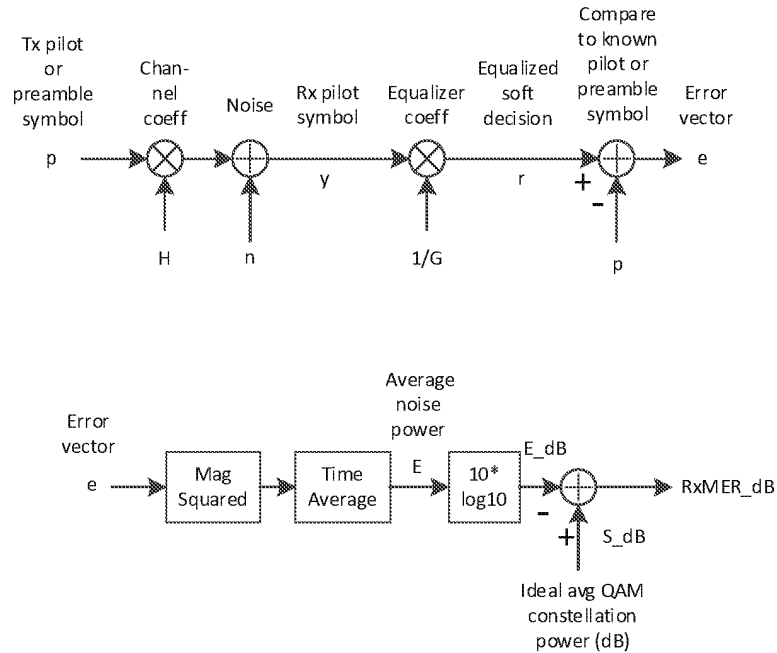 Tx pilot
or
preamble
symbol
Chan-
nel
coeff
Noise
Rx pilot
symbol
Equalizer
coeff
Equalized
soft
decision
Compare
to known
pilot or
preamble
symbol
Error
vector
p
y
r
e
+
-
H
n
1/G
p
Error
vector
e
Mag
Squared
Time
Average
Average
noise
power
E
10*
log10
E_dB
-
+
S_dB
RxMER_dB
Ideal avg QAM
constellation
power (dB)